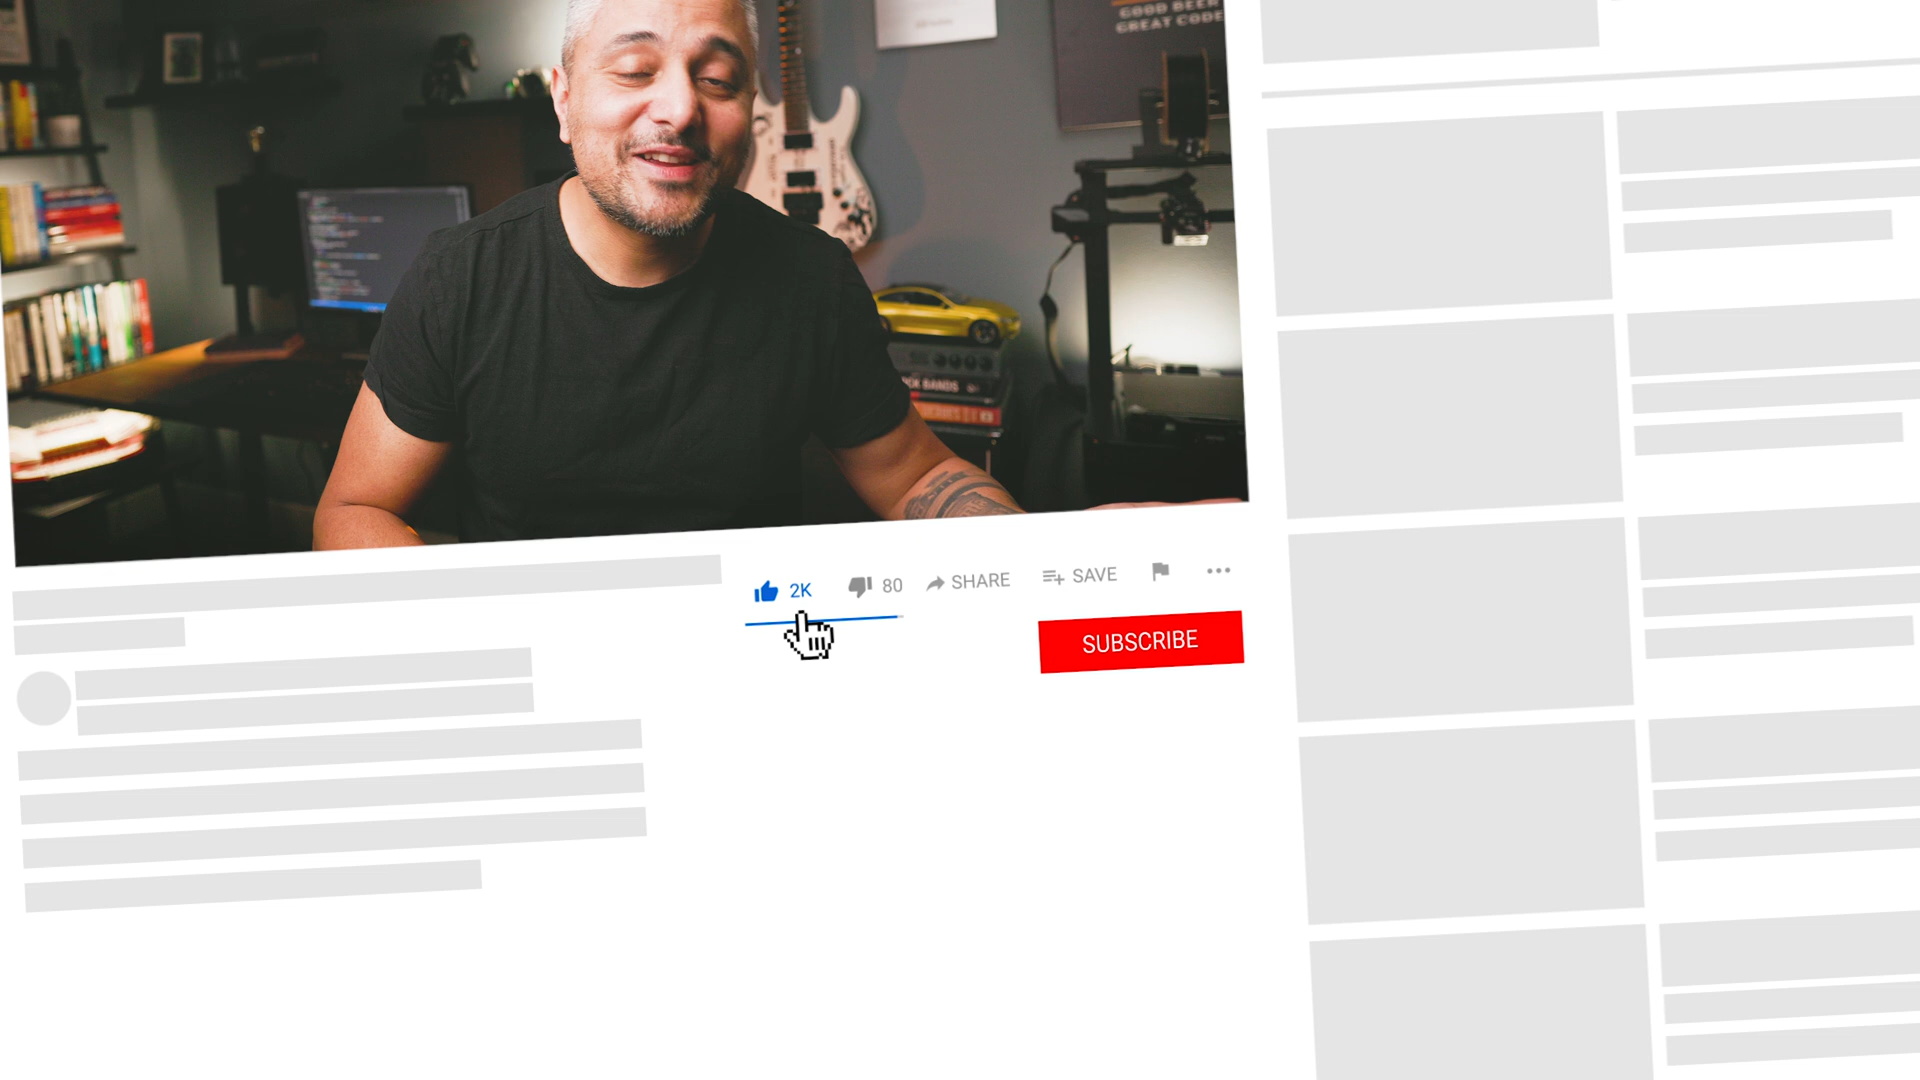 GOOD BEER
GREAT CODE
2K
80
SHARE
SAVE
SUBSCRIBE